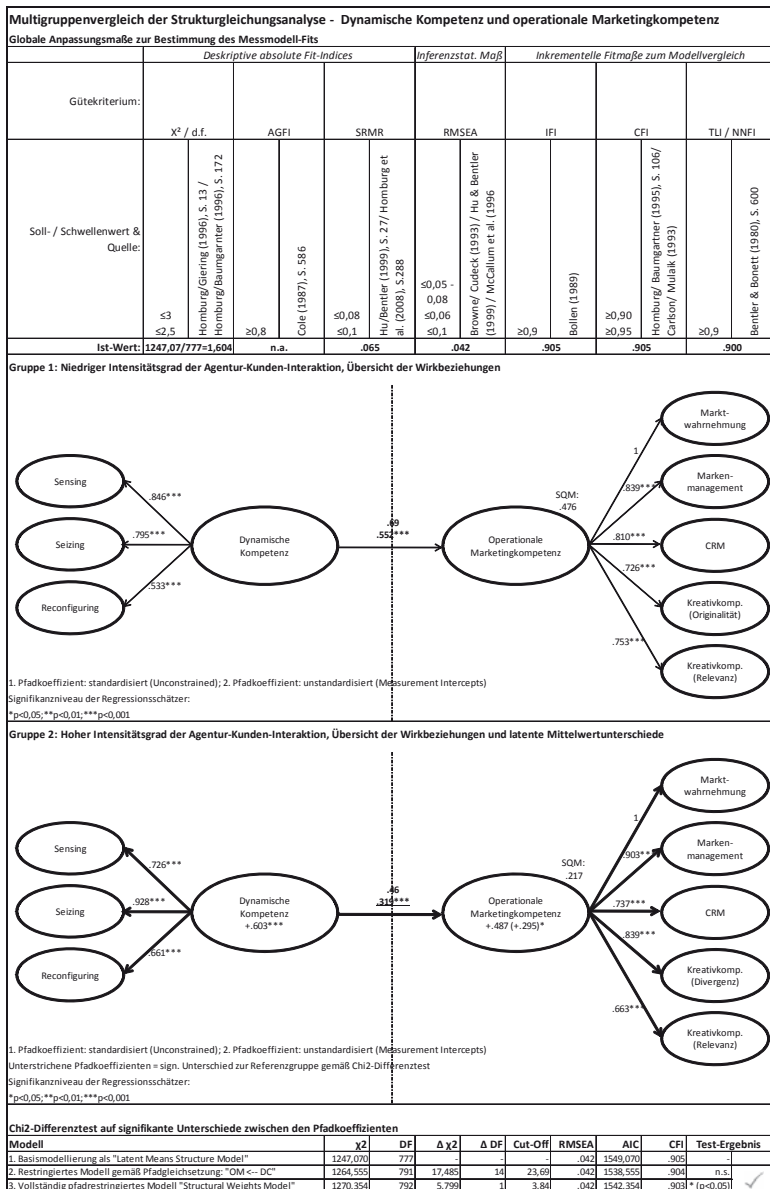 Multigruppenvergleich der Strukturgleichungsanalyse - Dynamische Kompetenz und operationale Marketingkompetenz
Globale Anpassungsmaße zur Bestimmung des Messmodell-Fits
Deskriptive absolute Fit-Indices Inferenzstat. Maß Inkrementelle Fitmaße zum Modellvergleich
Gütekriterium:
X² / d.f. AGFI SRMR RMSEA IFI CFI TLI / NNFI
Soll- / Schwellenwert &
Quelle:
≤3
≤2,5
Homburg/Giering (1996), S. 13 /
Homburg/Baumgarnter (1996), S. 172
≥0,8
Cole (1987), S. 586
≤0,08
≤0,1
Hu/Bentler (1999), S. 27/ Homburg et
al. (2008), S.288
≤0,05 -
0,08
≤0,06
≤0,1
Browne/ Cudeck (1993) / Hu & Bentler
(1999) / McCallum et al. (1996
≥0,9
Bollen (1989)
≥0,90
≥0,95
Homburg/ Baumgartner (1995), S. 106/
Carlson/ Mulaik (1993)
≥0,9
Bentler & Bonett (1980), S. 600
Ist-Wert: 1247,07/777=1,604 n.a. .065 .042 .905 .905 .900
Gruppe 1: Niedriger Intensitätsgrad der Agentur-Kunden-Interaktion, Übersicht der Wirkbeziehungen
Markt-
wahrnehmung
1
Sensing
.846***
SQM:
.476
.839***
Marken-
management
Seizing
.795***
Dynamische
Kompetenz
.69
.552***
Operationale
Marketingkompetenz
.810***
CRM
Reconfiguring
.533***
.726***
Kreativkomp.
(Originalität)
.753***
Kreativkomp.
(Relevanz)
1. Pfadkoeffizient: standardisiert (Unconstrained); 2. Pfadkoeffizient: unstandardisiert (Measurement Intercepts)
Signifikanzniveau der Regressionsschätzer:
*p<0,05;**p<0,01;***p<0,001
Gruppe 2: Hoher Intensitätsgrad der Agentur-Kunden-Interaktion, Übersicht der Wirkbeziehungen und latente Mittelwertunterschiede
Markt-
wahrnehmung
1
Sensing
.726***
SQM:
.217
.903***
Marken-
management
Seizing
.928***
Dynamische
Kompetenz
+.603***
.46
.319***
Operationale
Marketingkompetenz
+.487 (+.295)*
.737***
CRM
Reconfiguring
.661***
.839***
Kreativkomp.
(Divergenz)
.663***
Kreativkomp.
(Relevanz)
1. Pfadkoeffizient: standardisiert (Unconstrained); 2. Pfadkoeffizient: unstandardisiert (Measurement Intercepts)
Unterstrichene Pfadkoeffizienten = sign. Unterschied zur Referenzgruppe gemäß Chi2-Differenztest
Signifikanzniveau der Regressionsschätzer:
*p<0,05;**p<0,01;***p<0,001
Chi2-Differenztest auf signifikante Unterschiede zwischen den Pfadkoeffizienten
Modell χ2 DF Δ χ2 Δ DF Cut-Off RMSEA AIC CFI Test-Ergebnis
1. Basismodellierung als "Latent Means Structure Model" 1247,070 777 - - - .042 1549,070 .905 -
2. Restringiertes Modell gemäß Pfadgleichsetzung: "OM <-- DC" 1264,555 791 17,485 14 23,69 .042 1538,555 .904 n.s.
3. Vollständig pfadrestringiertes Modell "Structural Weights Model" 1270,354 792 5,799 1 3,84 .042 1542,354 .903 * (p<0,05)